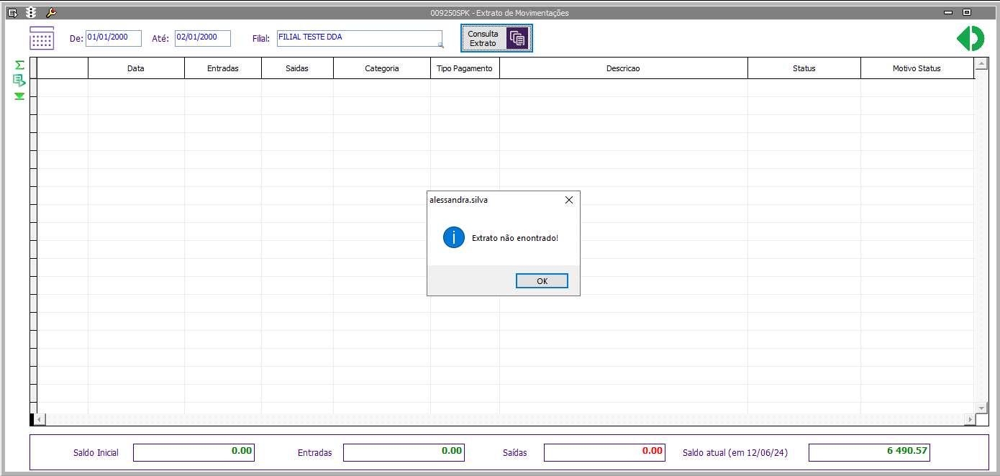 009250SPK - Extrato de Movimentações
De: 01/01/2000 Até: 02/01/2000 Filial: FILIAL TESTE DDA Consulta
Extrato
Data Entradas Saidas Categoria Tipo Pagamento Descricao Status Motivo Status
alessandra.silva
Extrato não enontrado!
OK
Saldo Inicial 0.00 Entradas 0.00 Saídas 0.00 Saldo atual (em 12/06/24) 6 490.57